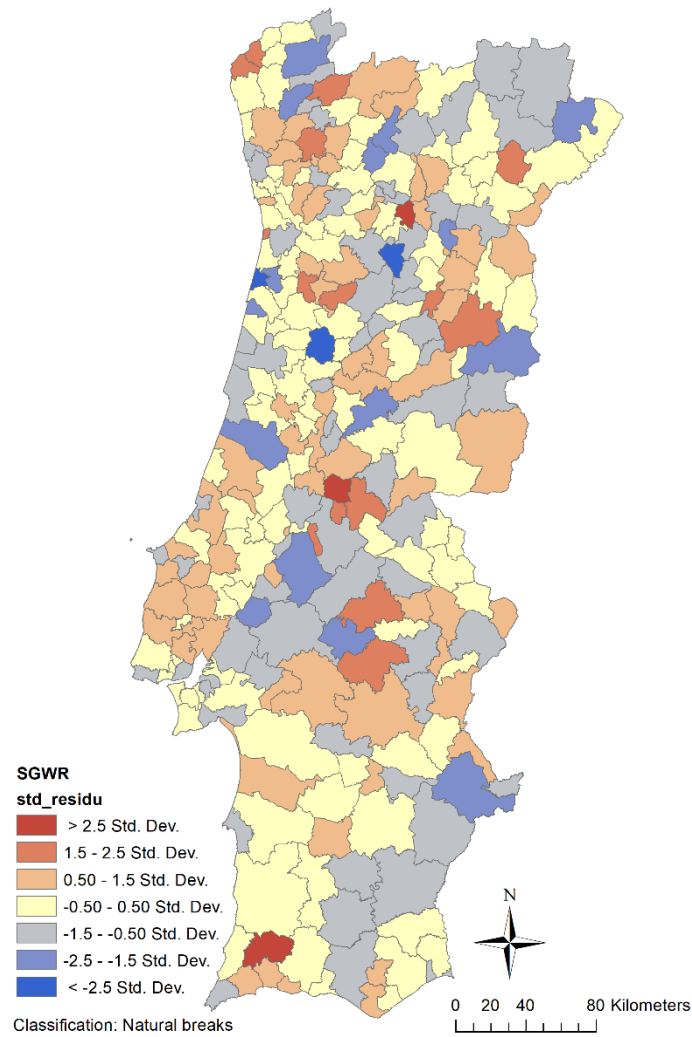 SGWR
std_residu
> 2.5 Std. Dev.
1.5 - 2.5 Std. Dev.
0.50 - 1.5 Std. Dev.
-0.50 - 0.50 Std. Dev.
-1.5 - -0.50 Std. Dev.
-2.5 - -1.5 Std. Dev.
< -2.5 Std. Dev.
Classification: Natural breaks
N
0 20 40 80 Kilometers